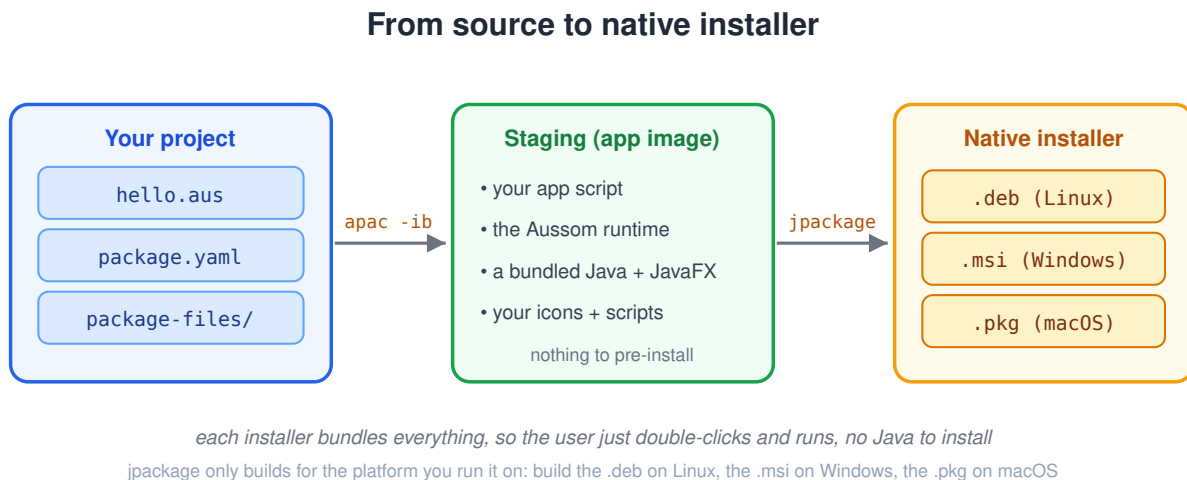 From source to native installer
Your project
hello.aus
package.yaml
package-files/
apac -ib
Staging (app image)
• your app script
• the Aussom runtime
• a bundled Java + JavaFX
• your icons + scripts
nothing to pre-install
jpackage
Native installer
.deb (Linux)
.msi (Windows)
.pkg (macOS)
each installer bundles everything, so the user just double-clicks and runs, no Java to install
jpackage only builds for the platform you run it on: build the .deb on Linux, the .msi on Windows, the .pkg on macOS